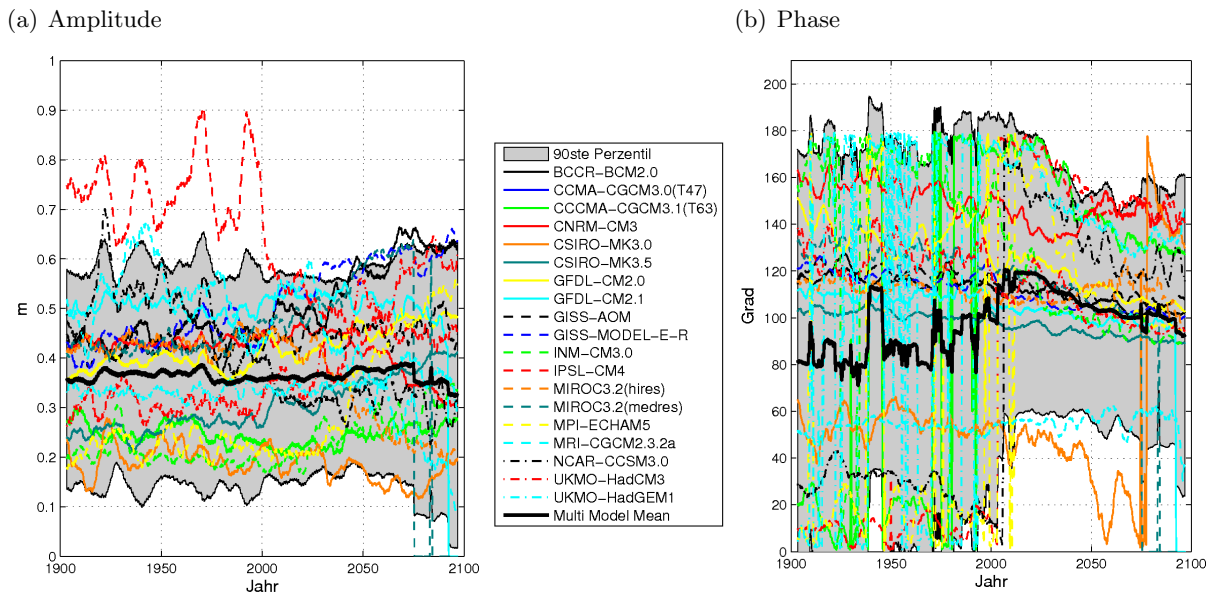 (a) Amplitude
(b) Phase
1
0.9
0.8
0.7
0.6
0.5
0.4
0.3
0.2
0.1
0
m
1900
1950
2000
2050
2100
Jahr
90ste Perzentil
BCCR−BCM2.0
CCMA−CGCM3.0(T47)
CCCMA−CGCM3.1(T63)
CNRM−CM3
CSIRO−MK3.0
CSIRO−MK3.5
GFDL−CM2.0
GFDL−CM2.1
GISS−AOM
GISS−MODEL−E−R
INM−CM3.0
IPSL−CM4
MIROC3.2(hires)
MIROC3.2(medres)
MPI−ECHAM5
MRI−CGCM2.3.2a
NCAR−CCSM3.0
UKMO−HadCM3
UKMO−HadGEM1
Multi Model Mean
200
180
160
140
120
100
80
60
40
20
0
Grad
1900
1950
2000
2050
2100
Jahr